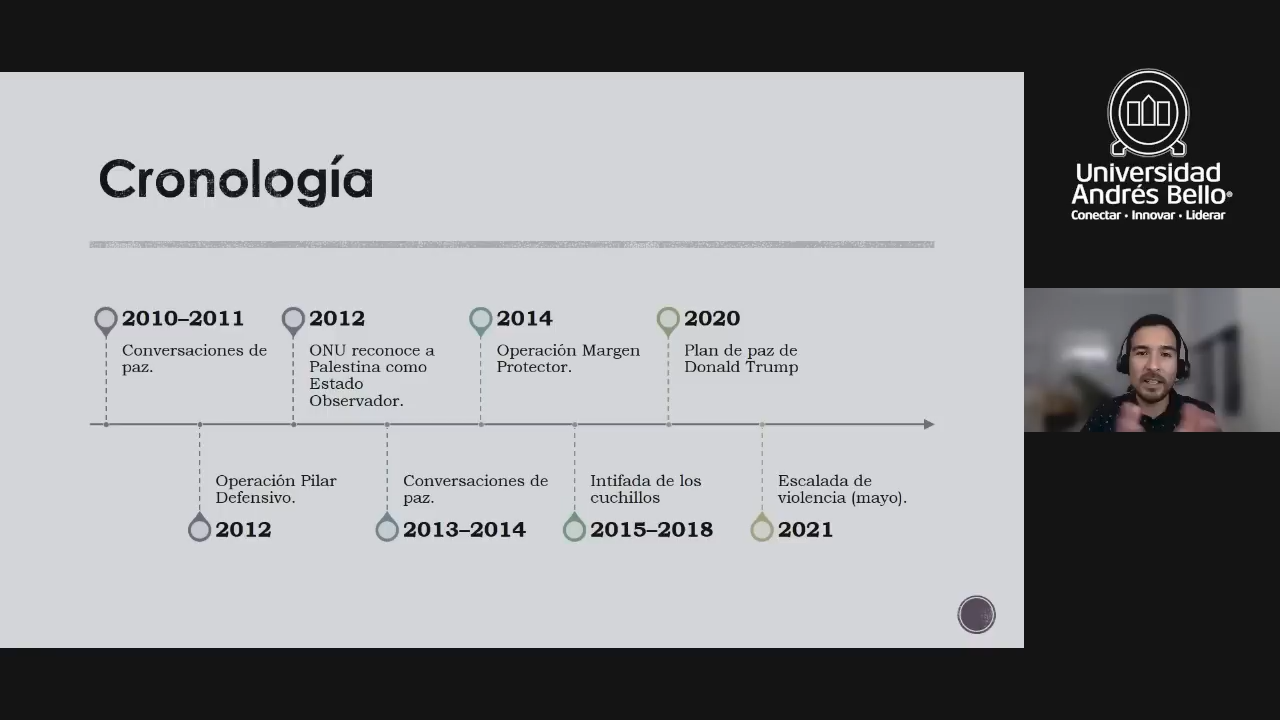 Cronología
2010–2011
Conversaciones de
paz.
2012
ONU reconoce a
Palestina como
Estado
Observador.
2014
Operación Margen
Protector.
2020
Plan de paz de
Donald Trump
Operación Pilar
Defensivo.
2012
Conversaciones de
paz.
2013–2014
Intifada de los
cuchillos
2015–2018
Escalada de
violencia (mayo).
2021
Universidad
Andrés Bello®
Conectar • Innovar • Liderar